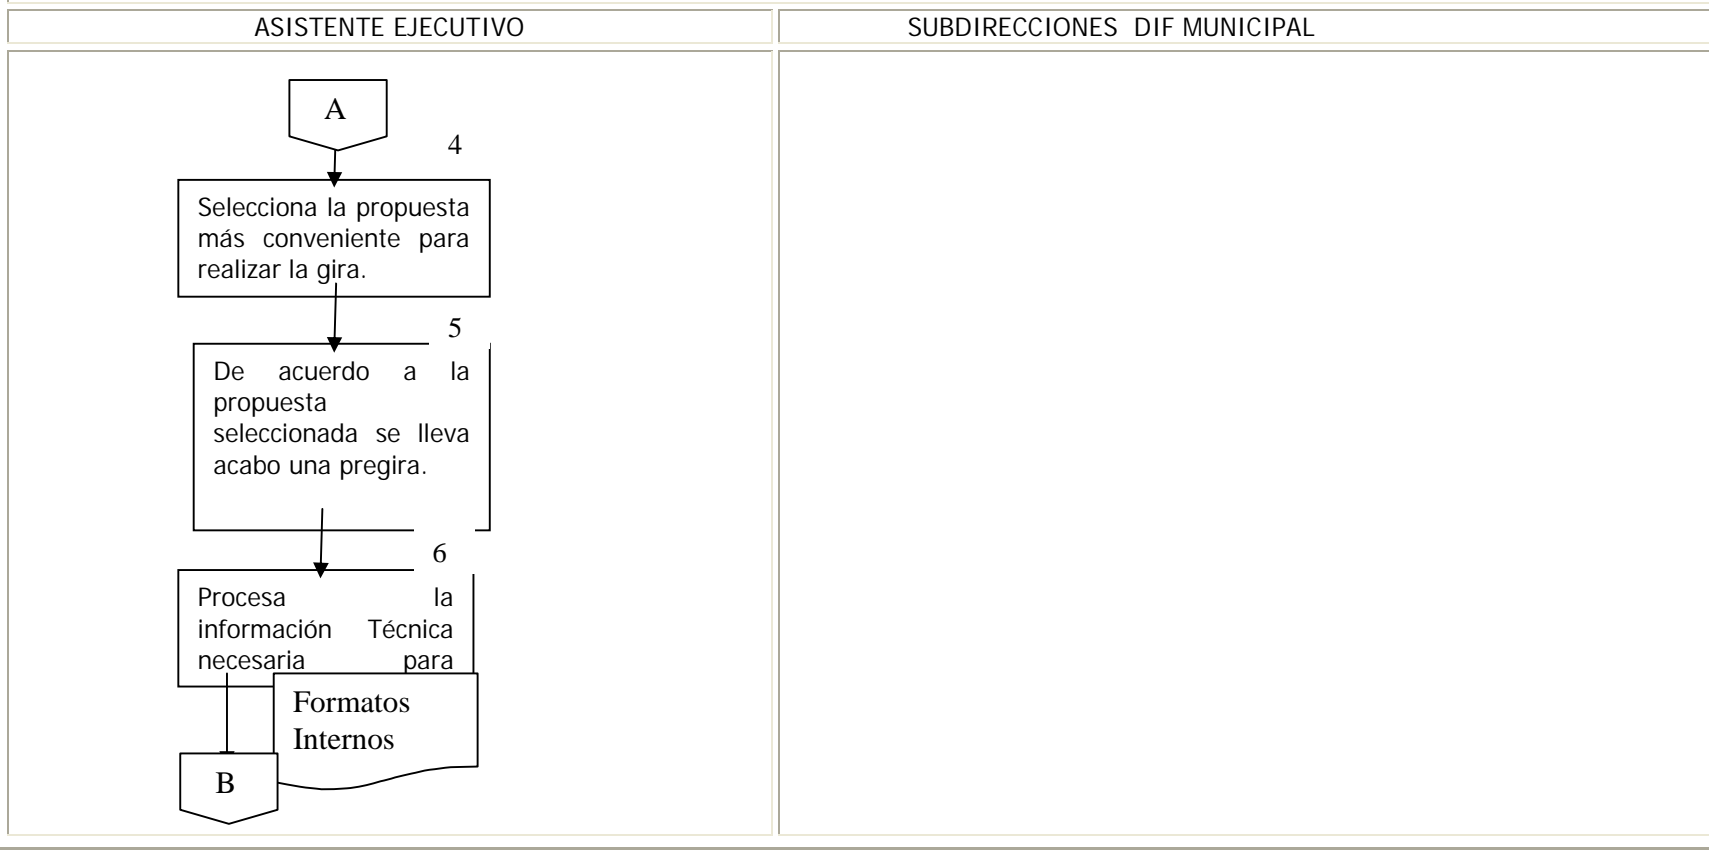 ASISTENTE EJECUTIVO
SUBDIRECCIONES DIF MUNICIPAL
A
4
Selecciona la propuesta
más conveniente para
realizar la gira.
5
De acuerdo a la
propuesta
seleccionada se lleva
acabo una pregira.
6
Procesa la
información Técnica
necesaria para
Formatos
Internos
B